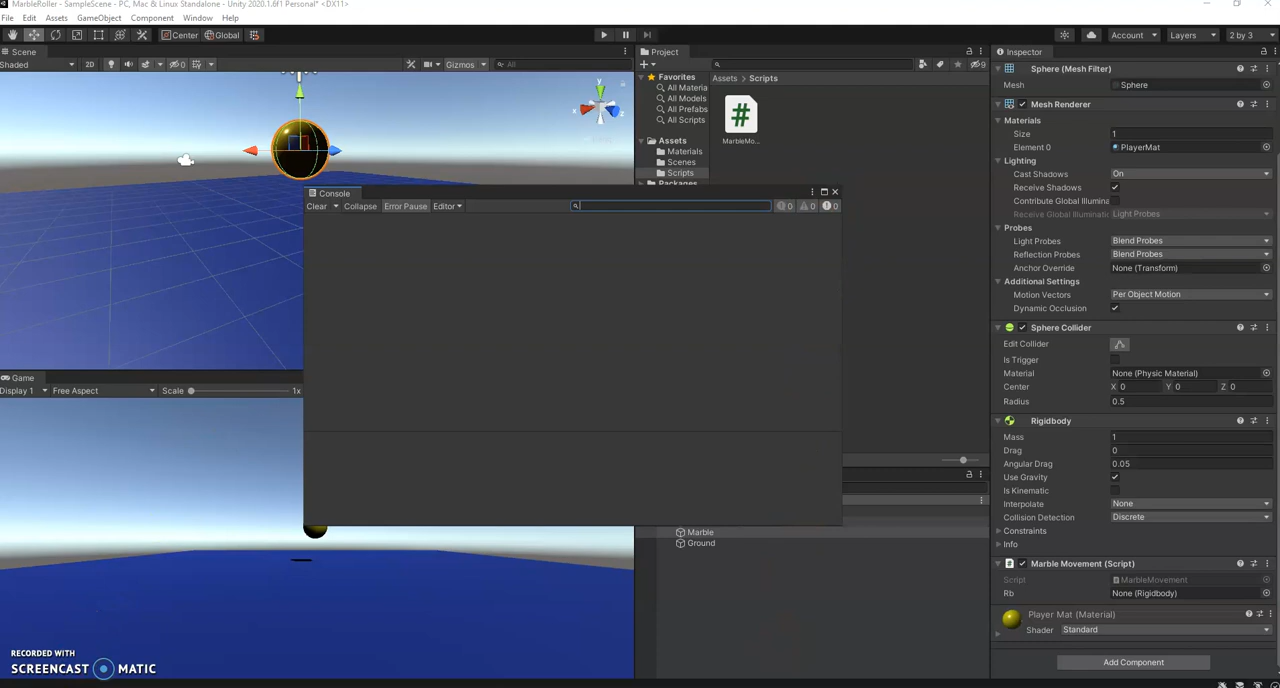 MarbleRoller - SampleScene - PC, Mac & Linux Standalone - Unity 2020.1.6f1 Personal* <DX11>
File Edit Assets GameObject Component Window Help
Center Global Account Layers 2 by 3
Scene
Shaded 2D 0 Gizmos All
y x z
Project
9
Favorites
All Materia
All Models
All Prefabs
All Scripts
Assets
Materials
Scenes
Scripts
Packages
Assets > Scripts
#
MarbleMo...
Console
Clear Collapse Error Pause Editor 0 0 0
Game
Display 1 Free Aspect Scale 1x
Marble
Ground
RECORDED WITH
SCREENCAST MATIC
Inspector
Sphere (Mesh Filter)
Mesh Sphere
Mesh Renderer
Materials
Size 1
Element 0 PlayerMat
Lighting
Cast Shadows On
Receive Shadows
Contribute Global Illumina
Receive Global Illuminati Light Probes
Probes
Light Probes Blend Probes
Reflection Probes Blend Probes
Anchor Override None (Transform)
Additional Settings
Motion Vectors Per Object Motion
Dynamic Occlusion
Sphere Collider
Edit Collider
Is Trigger
Material None (Physic Material)
Center X 0 Y 0 Z 0
Radius 0.5
Rigidbody
Mass 1
Drag 0
Angular Drag 0.05
Use Gravity
Is Kinematic
Interpolate None
Collision Detection Discrete
Constraints
Info
# Marble Movement (Script)
Script MarbleMovement
Rb None (Rigidbody)
Player Mat (Material)
Shader Standard
Add Component